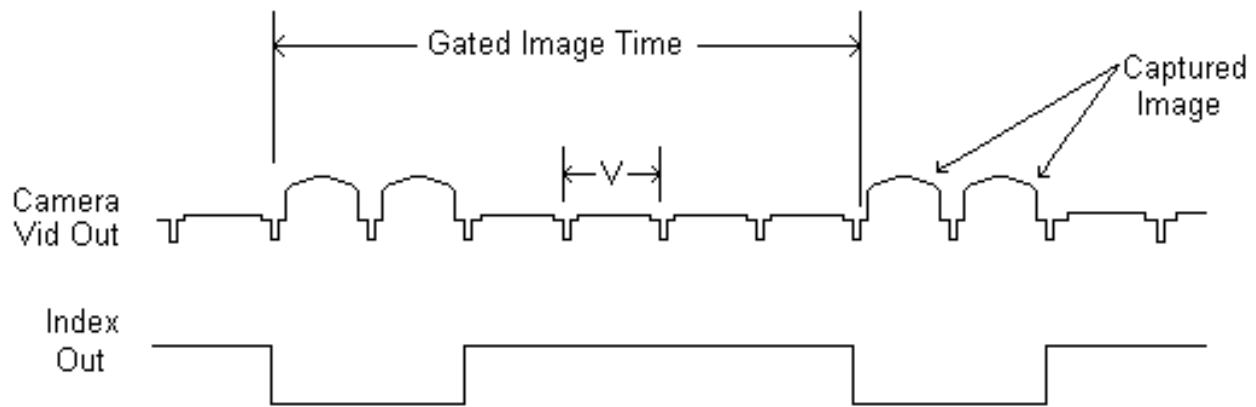 Gated Image Time
Captured
Image
V
Camera
Vid Out
Index
Out